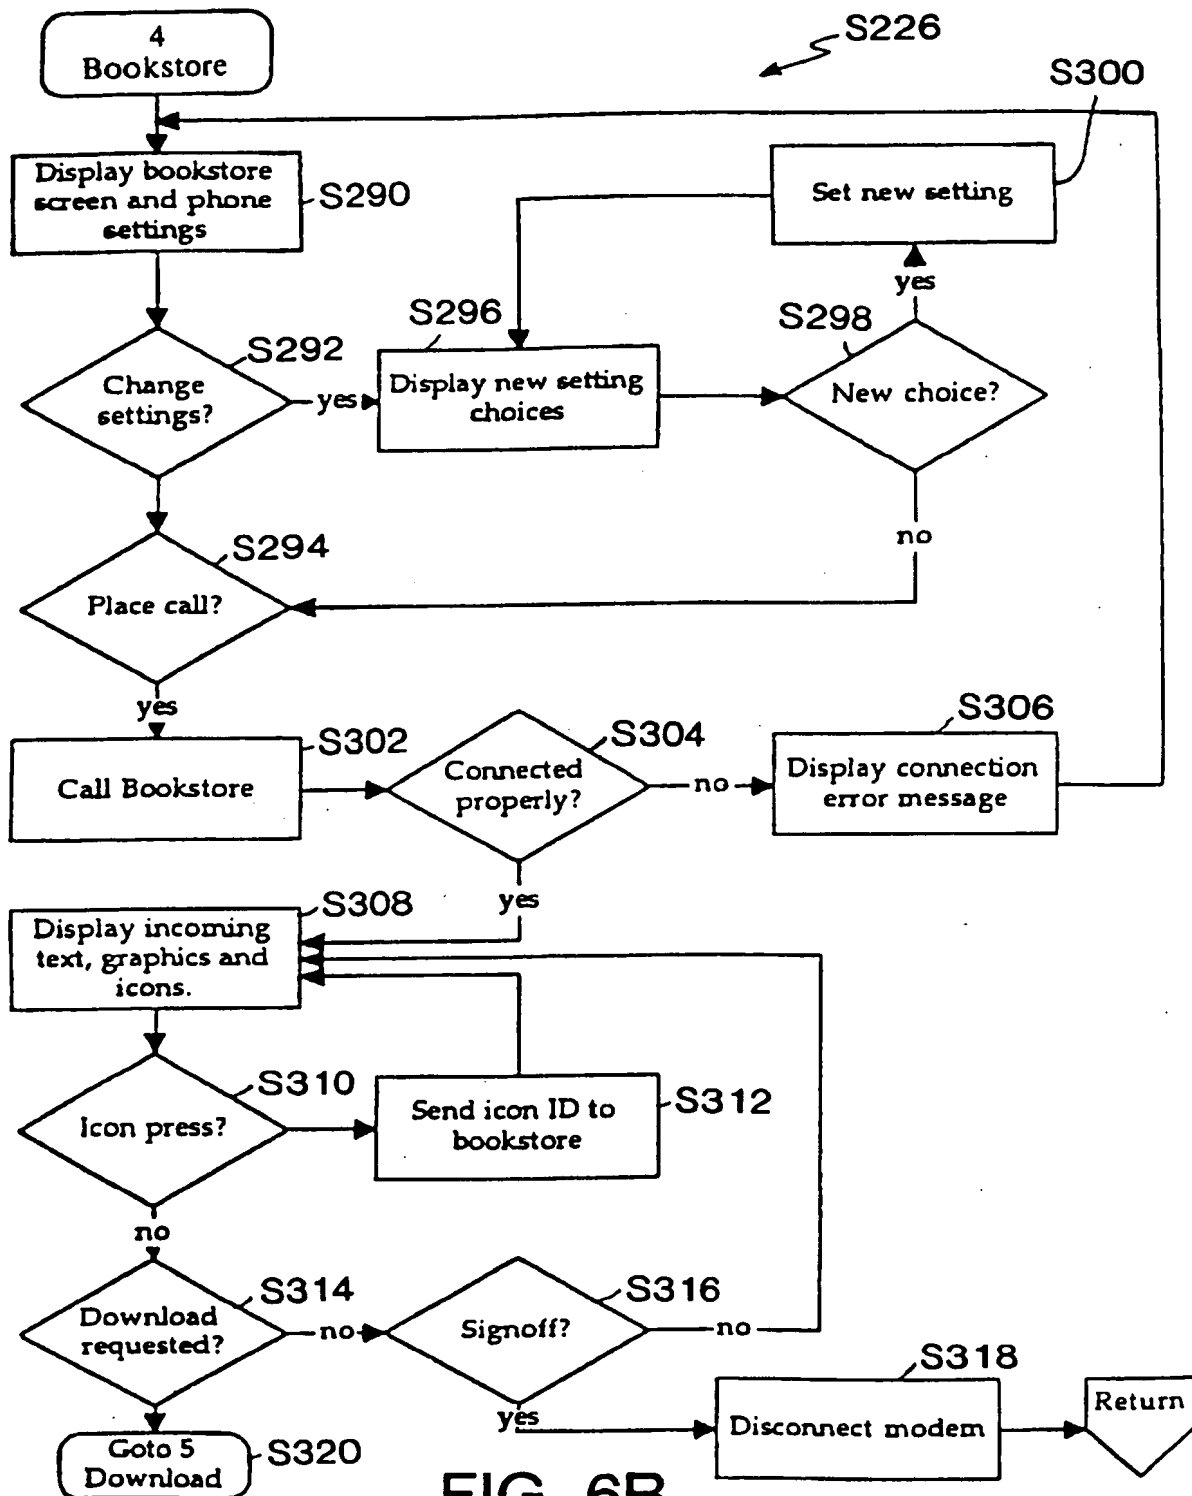 4
Bookstore
S226
S300
Display bookstore
screen and phone
settings
S290
Set new setting
yes
S296
S298
S292
Change
settings?
yes
Display new setting
choices
New choice?
no
S294
Place call?
yes
S302
Call Bookstore
S304
Connected
properly?
no
S306
Display connection
error message
yes
S308
Display incoming
text, graphics and
icons.
S310
Icon press?
Send icon ID to
bookstore
S312
no
S314
Download
requested?
no
S316
Signoff?
no
yes
S318
Disconnect modem
Return
Goto 5
Download
S320
FIG. 6B